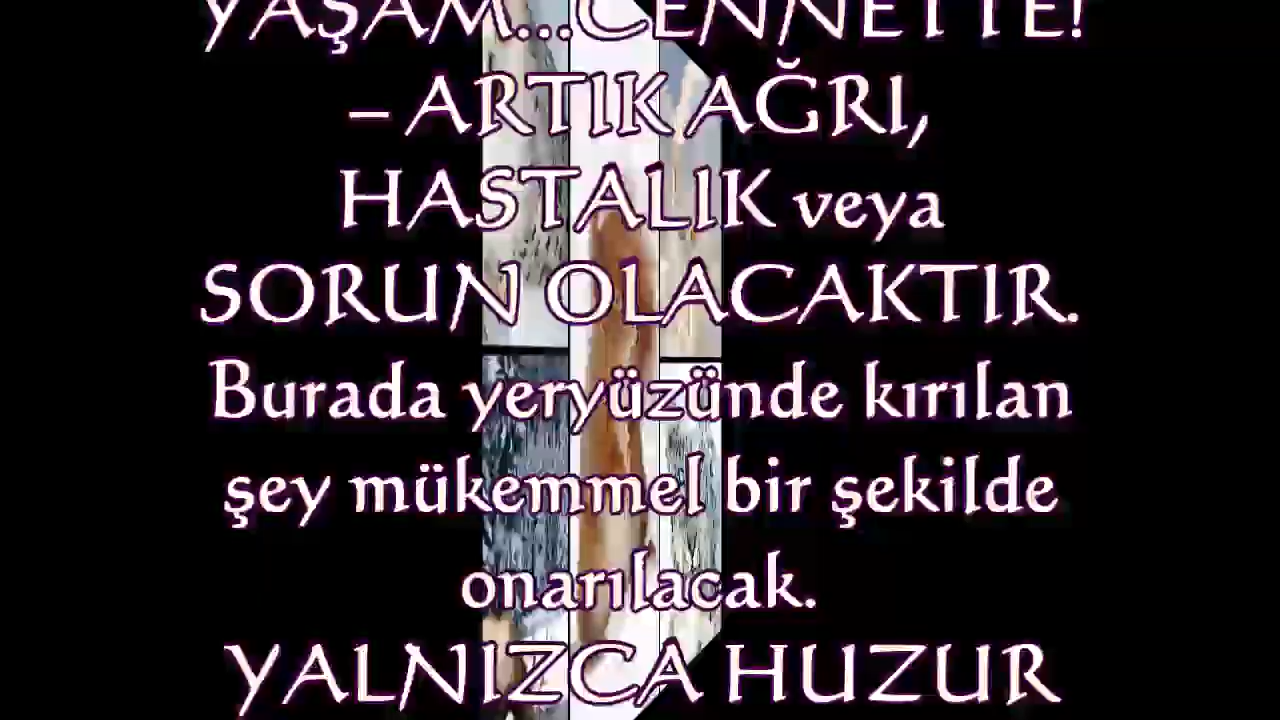 YAŞAM...CENNETTE!
– ARTIK AĞRI,
HASTALIK veya
SORUN OLACAKTIR.
Burada yeryüzünde kırılan
şey mükemmel bir şekilde
onarılacak.
YALNIZCA HUZUR